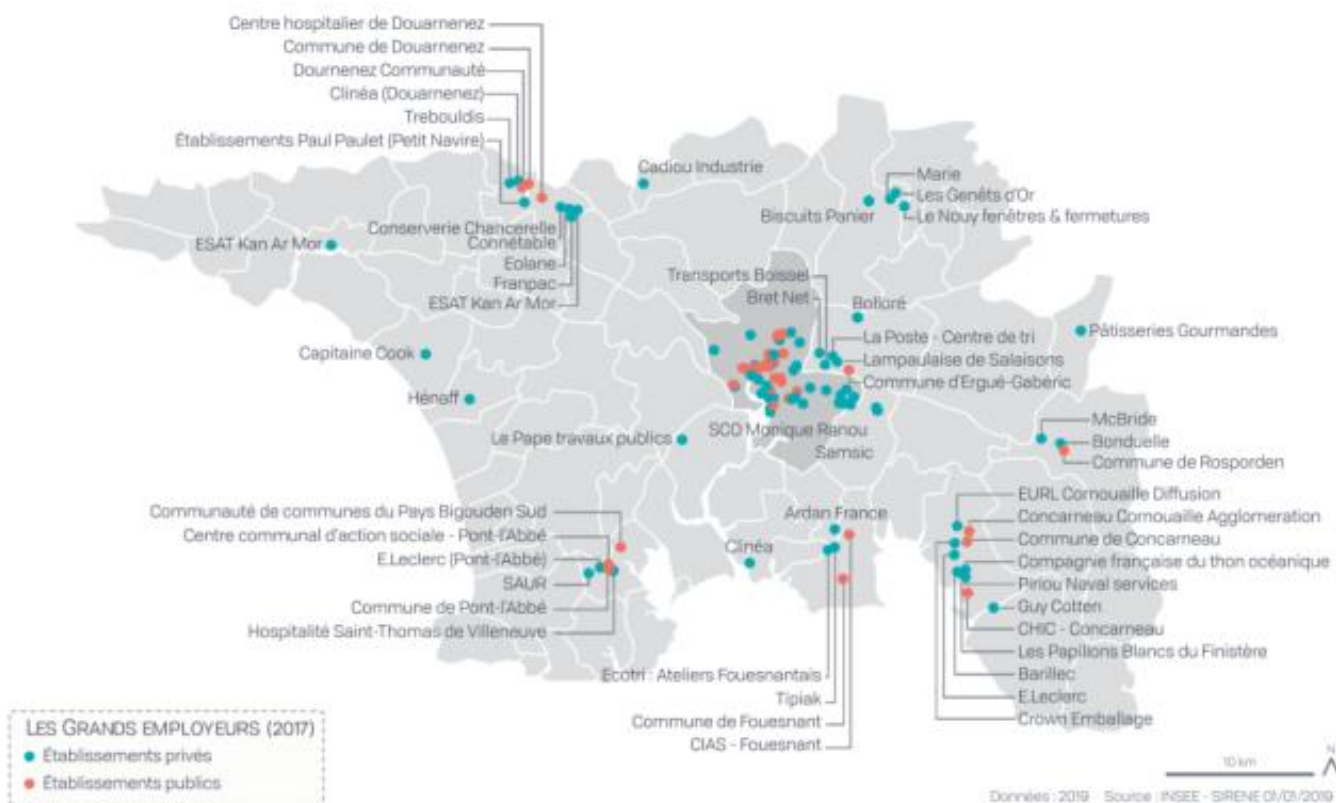 Centre hospitalier de Douarnenez
Commune de Douarnenez
Dournenez Communauté
Clinéa (Douarnenez)
Trebouldis
Établissements Paul Paulet (Petit Navire)
Cadiou Industrie
Marie
Les Genêts d'Or
Biscuits Panier
Le Nouy fenêtres & fermetures
Conserverie Chancerelle
Connétable
Eolane
Franpac
ESAT Kan Ar Mor
ESAT Kan Ar Mor
Transports Boissel
Bret Net
Bolloré
La Poste - Centre de tri
Lampaulaise de Salaisons
Commune d'Ergué-Gabéric
Pâtisseries Gourmandes
Capitaine Cook
Hénaff
Le Pape travaux publics
SCO Monique Ranou
Samsic
McBride
Bonduelle
Commune de Rosporden
Communauté de communes du Pays Bigouden Sud
Centre communal d'action sociale - Pont-l'Abbé
E.Leclerc (Pont-l'Abbé)
SAUR
Commune de Pont-l'Abbé
Hospitalité Saint-Thomas de Villeneuve
Ardan France
Clinéa
Ecotri : Ateliers Fouesnantais
Tipiak
Commune de Fouesnant
CIAS - Fouesnant
EURL Cornouaille Diffusion
Concarneau Cornouaille Agglomération
Commune de Concarneau
Compagnie française du thon océanique
Piriou Naval services
Guy Cotten
CHIC - Concarneau
Les Papillons Blancs du Finistère
Barillec
E.Leclerc
Crown Emballage
LES GRANDS EMPLOYEURS (2017)
Établissements privés
Établissements publics
10 km
N
Données : 2019 Source : INSEE - SIRENE 01/01/2019